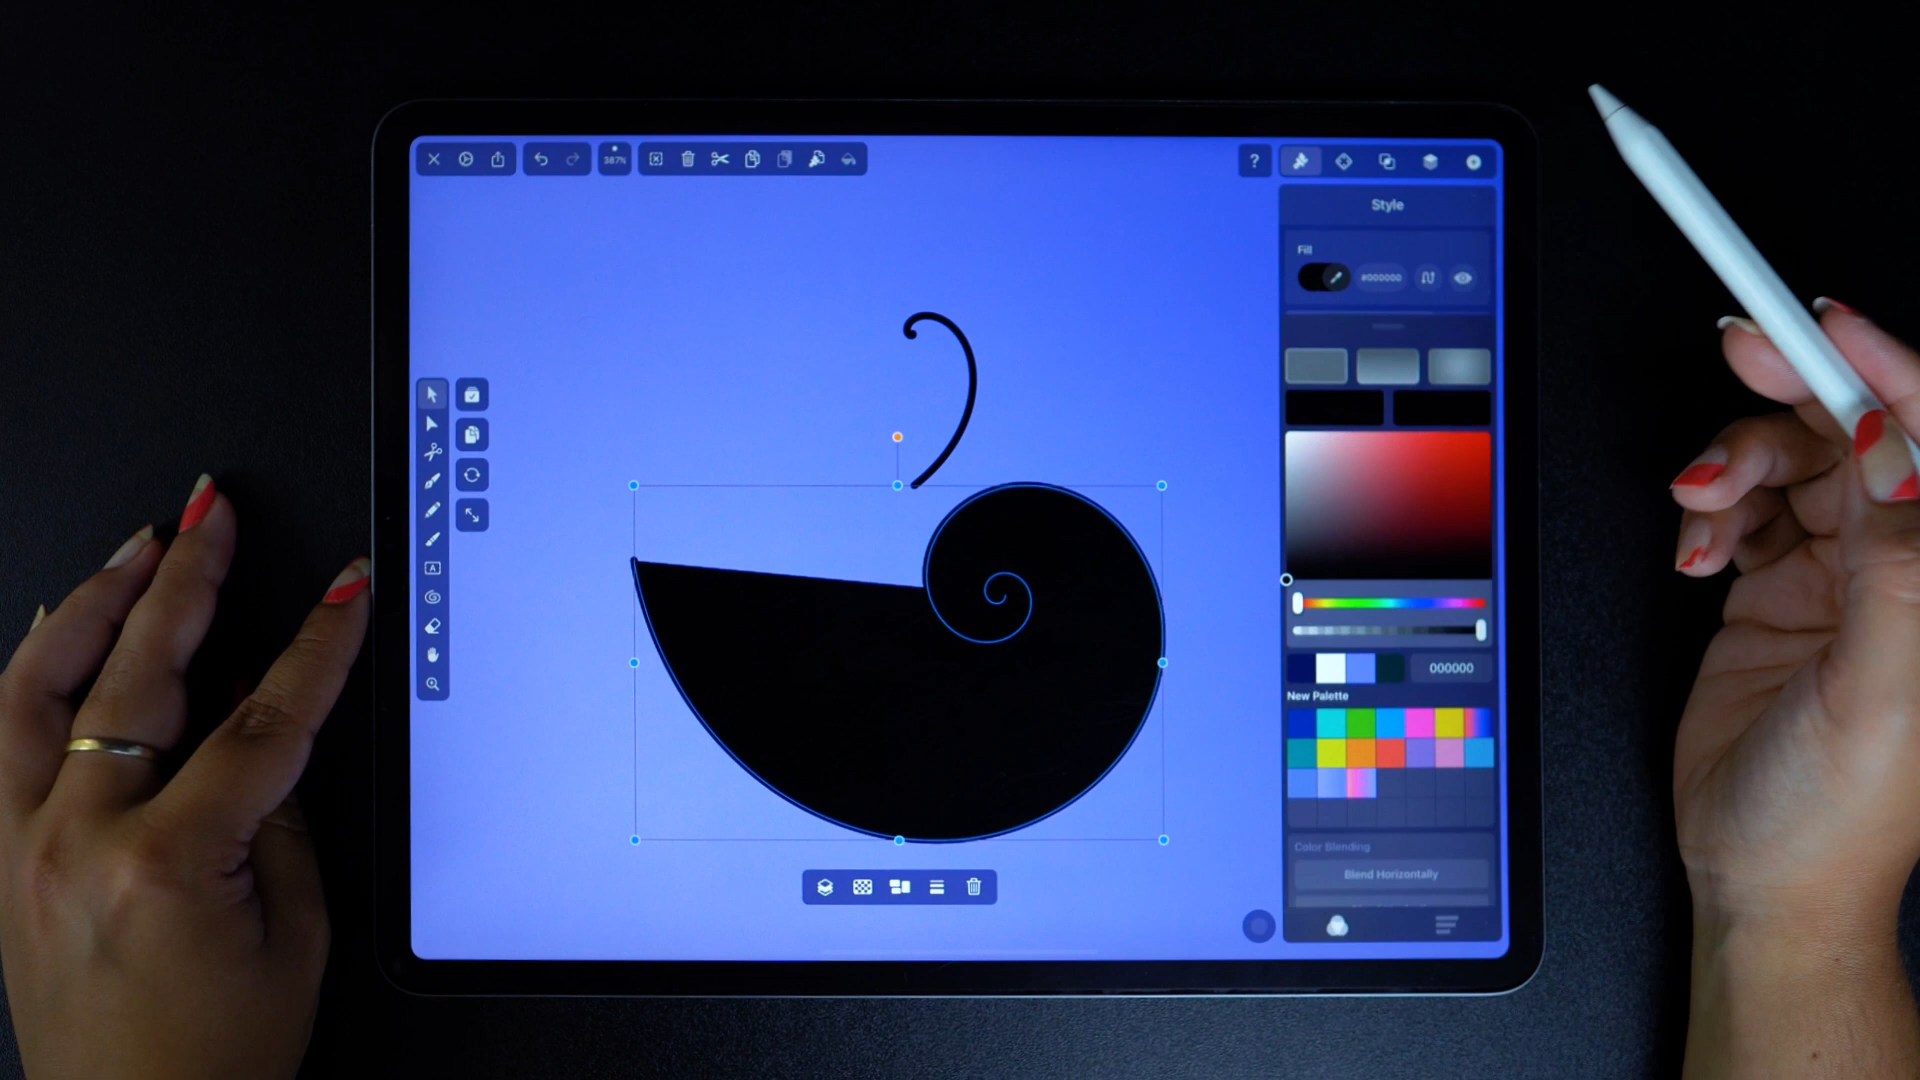 387%
?
Style
Fill
#000000
A
000000
New Palette
Color Blending
Blend Horizontally